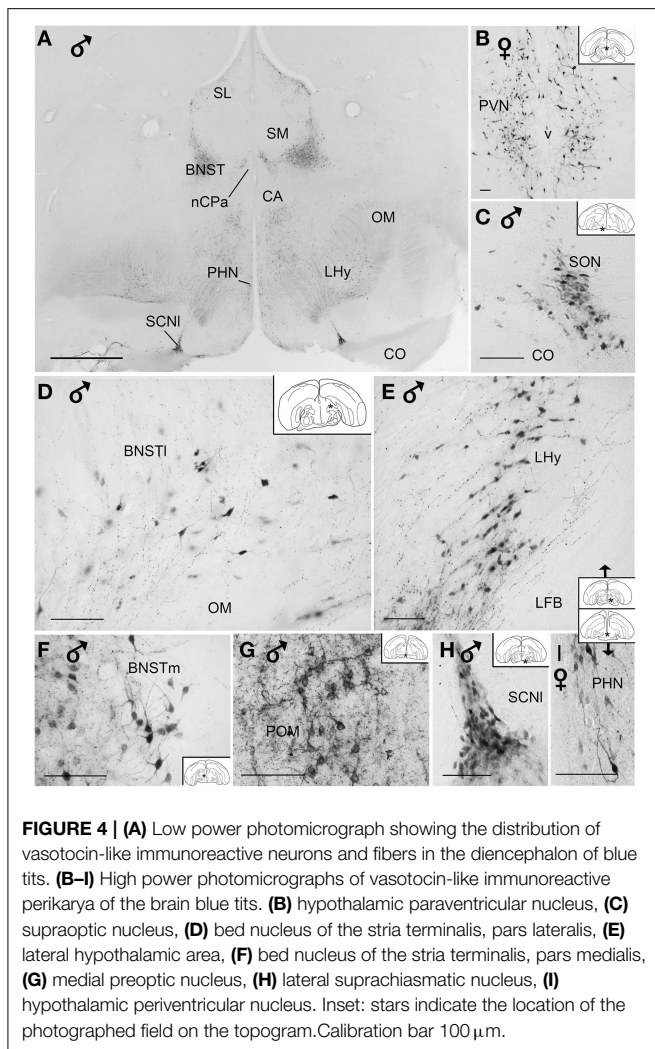 A ♂
SL
SM
BNST
nCPa
CA
OM
PHN
LHy
SCNl
CO
B ♀
PVN
v
C ♂
SON
CO
D ♂
BNSTl
OM
E ♂
LHy
LFB
F ♂
BNSTm
G ♂
POM
H ♂
SCNl
I ♀
PHN
FIGURE 4 | (A) Low power photomicrograph showing the distribution of
vasotocin-like immunoreactive neurons and fibers in the diencephalon of blue
tits. (B–I) High power photomicrographs of vasotocin-like immunoreactive
perikarya of the brain blue tits. (B) hypothalamic paraventricular nucleus, (C)
supraoptic nucleus, (D) bed nucleus of the stria terminalis, pars lateralis, (E)
lateral hypothalamic area, (F) bed nucleus of the stria terminalis, pars medialis,
(G) medial preoptic nucleus, (H) lateral suprachiasmatic nucleus, (I)
hypothalamic periventricular nucleus. Inset: stars indicate the location of the
photographed field on the topogram.Calibration bar 100 μm.